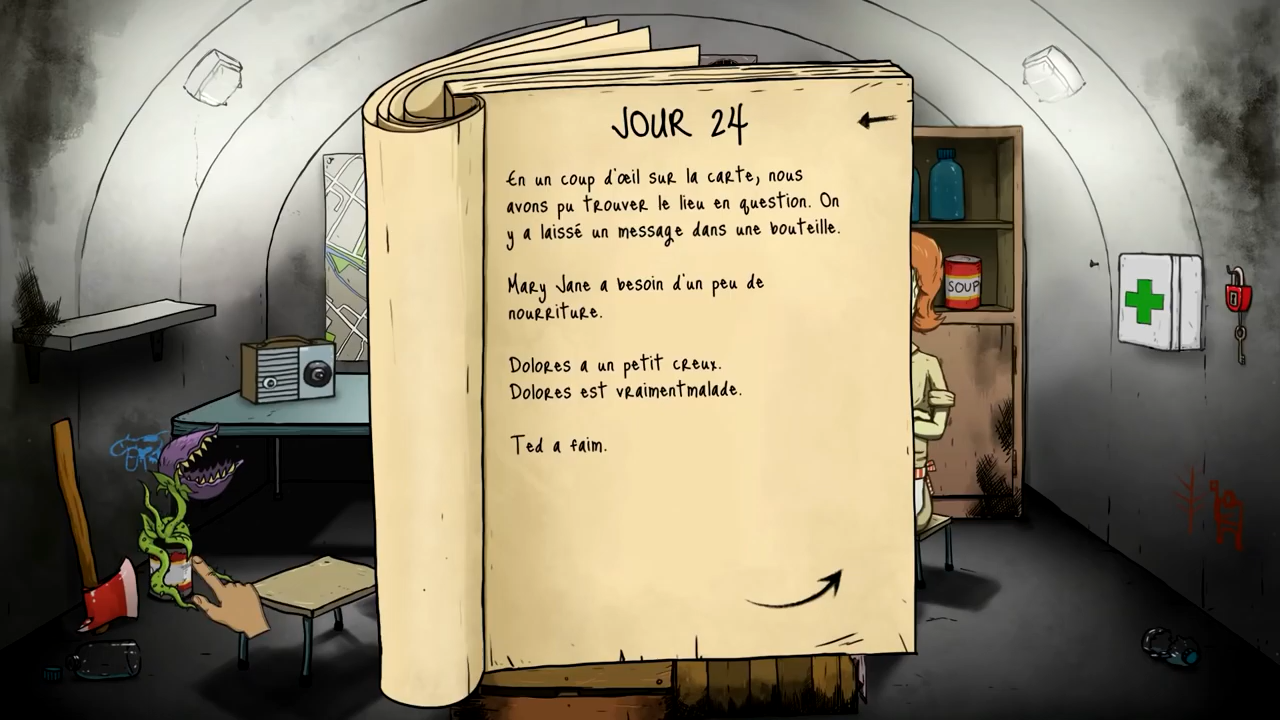 JOUR 24
En un coup d'œil sur la carte, nous
avons pu trouver le lieu en question. On
y a laissé un message dans une bouteille.
Mary Jane a besoin d'un peu de
nourriture.
Dolores a un petit creux.
Dolores est vraimentmalade.
Ted a faim.
SOUP